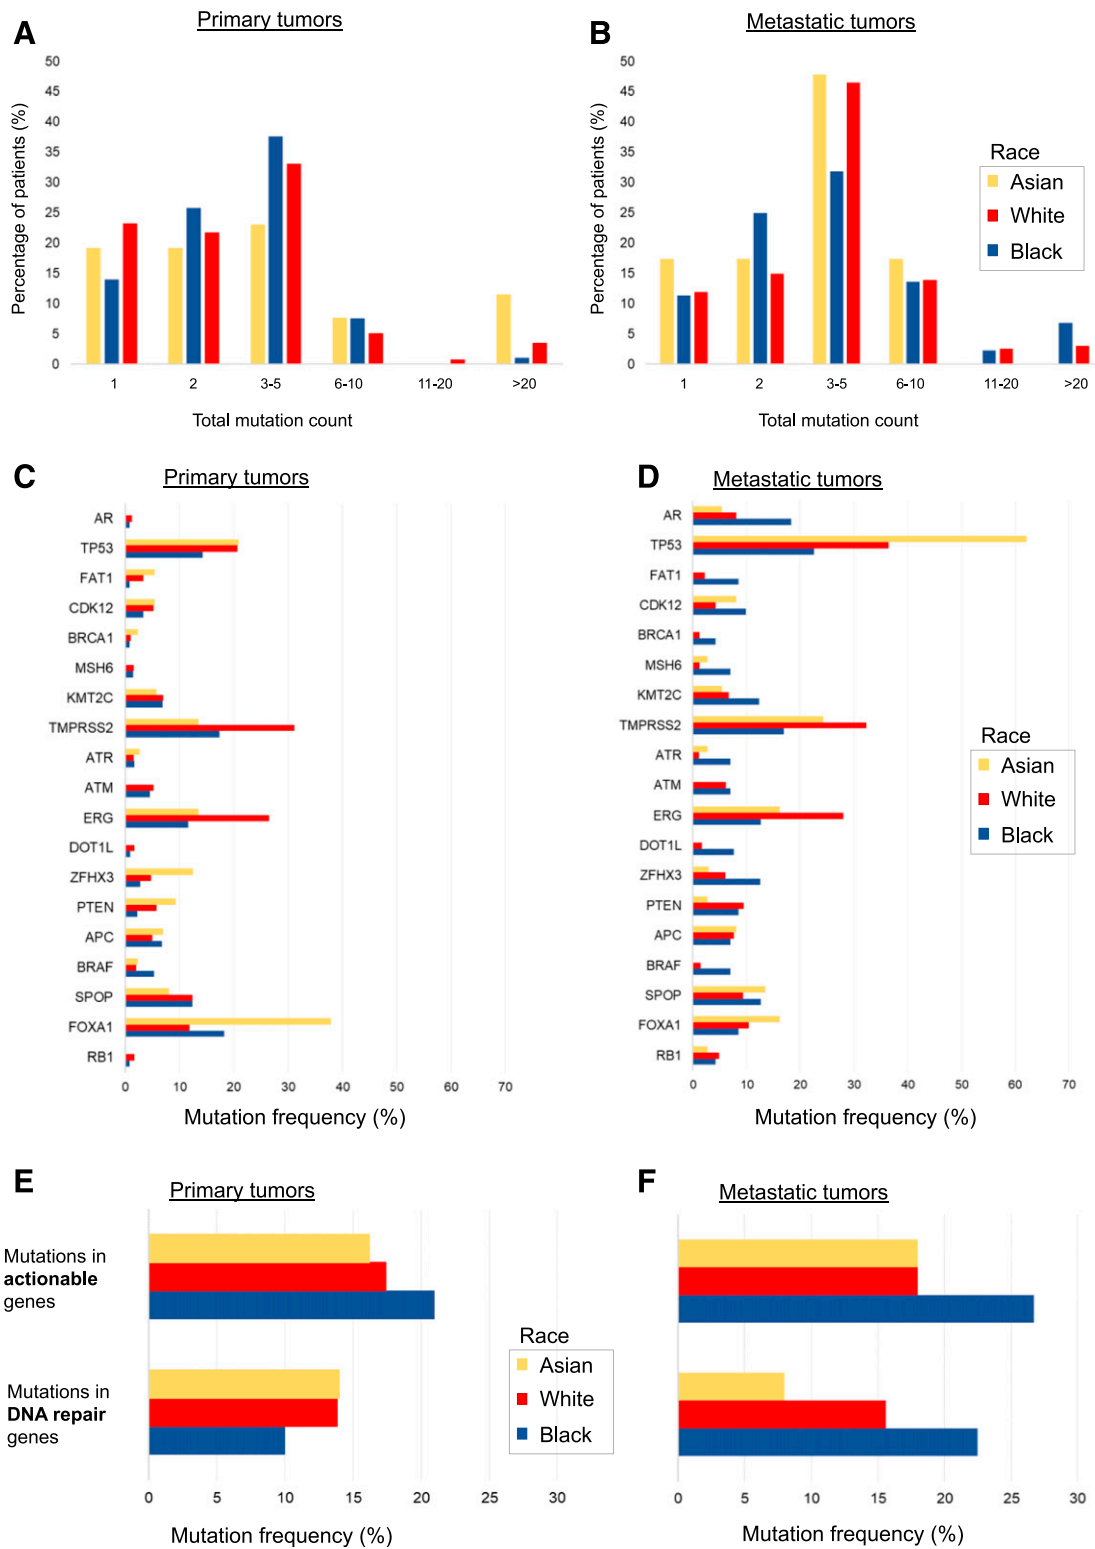 A
Primary tumors
Percentage of patients (%)
50
45
40
35
30
25
20
15
10
5
0
1
2
3-5
6-10
11-20
>20
Total mutation count
B
Metastatic tumors
Percentage of patients (%)
50
45
40
35
30
25
20
15
10
5
0
1
2
3-5
6-10
11-20
>20
Total mutation count
Race
Asian
White
Black
C
Primary tumors
AR
TP53
FAT1
CDK12
BRCA1
MSH6
KMT2C
TMPRSS2
ATR
ATM
ERG
DOT1L
ZFHX3
PTEN
APC
BRAF
SPOP
FOXA1
RB1
0 10 20 30 40 50 60 70
Mutation frequency (%)
D
Metastatic tumors
AR
TP53
FAT1
CDK12
BRCA1
MSH6
KMT2C
TMPRSS2
ATR
ATM
ERG
DOT1L
ZFHX3
PTEN
APC
BRAF
SPOP
FOXA1
RB1
0 10 20 30 40 50 60 70
Mutation frequency (%)
Race
Asian
White
Black
E
Primary tumors
Mutations in
actionable
genes
Mutations in
DNA repair
genes
0 5 10 15 20 25 30
Mutation frequency (%)
Race
Asian
White
Black
F
Metastatic tumors
0 5 10 15 20 25 30
Mutation frequency (%)